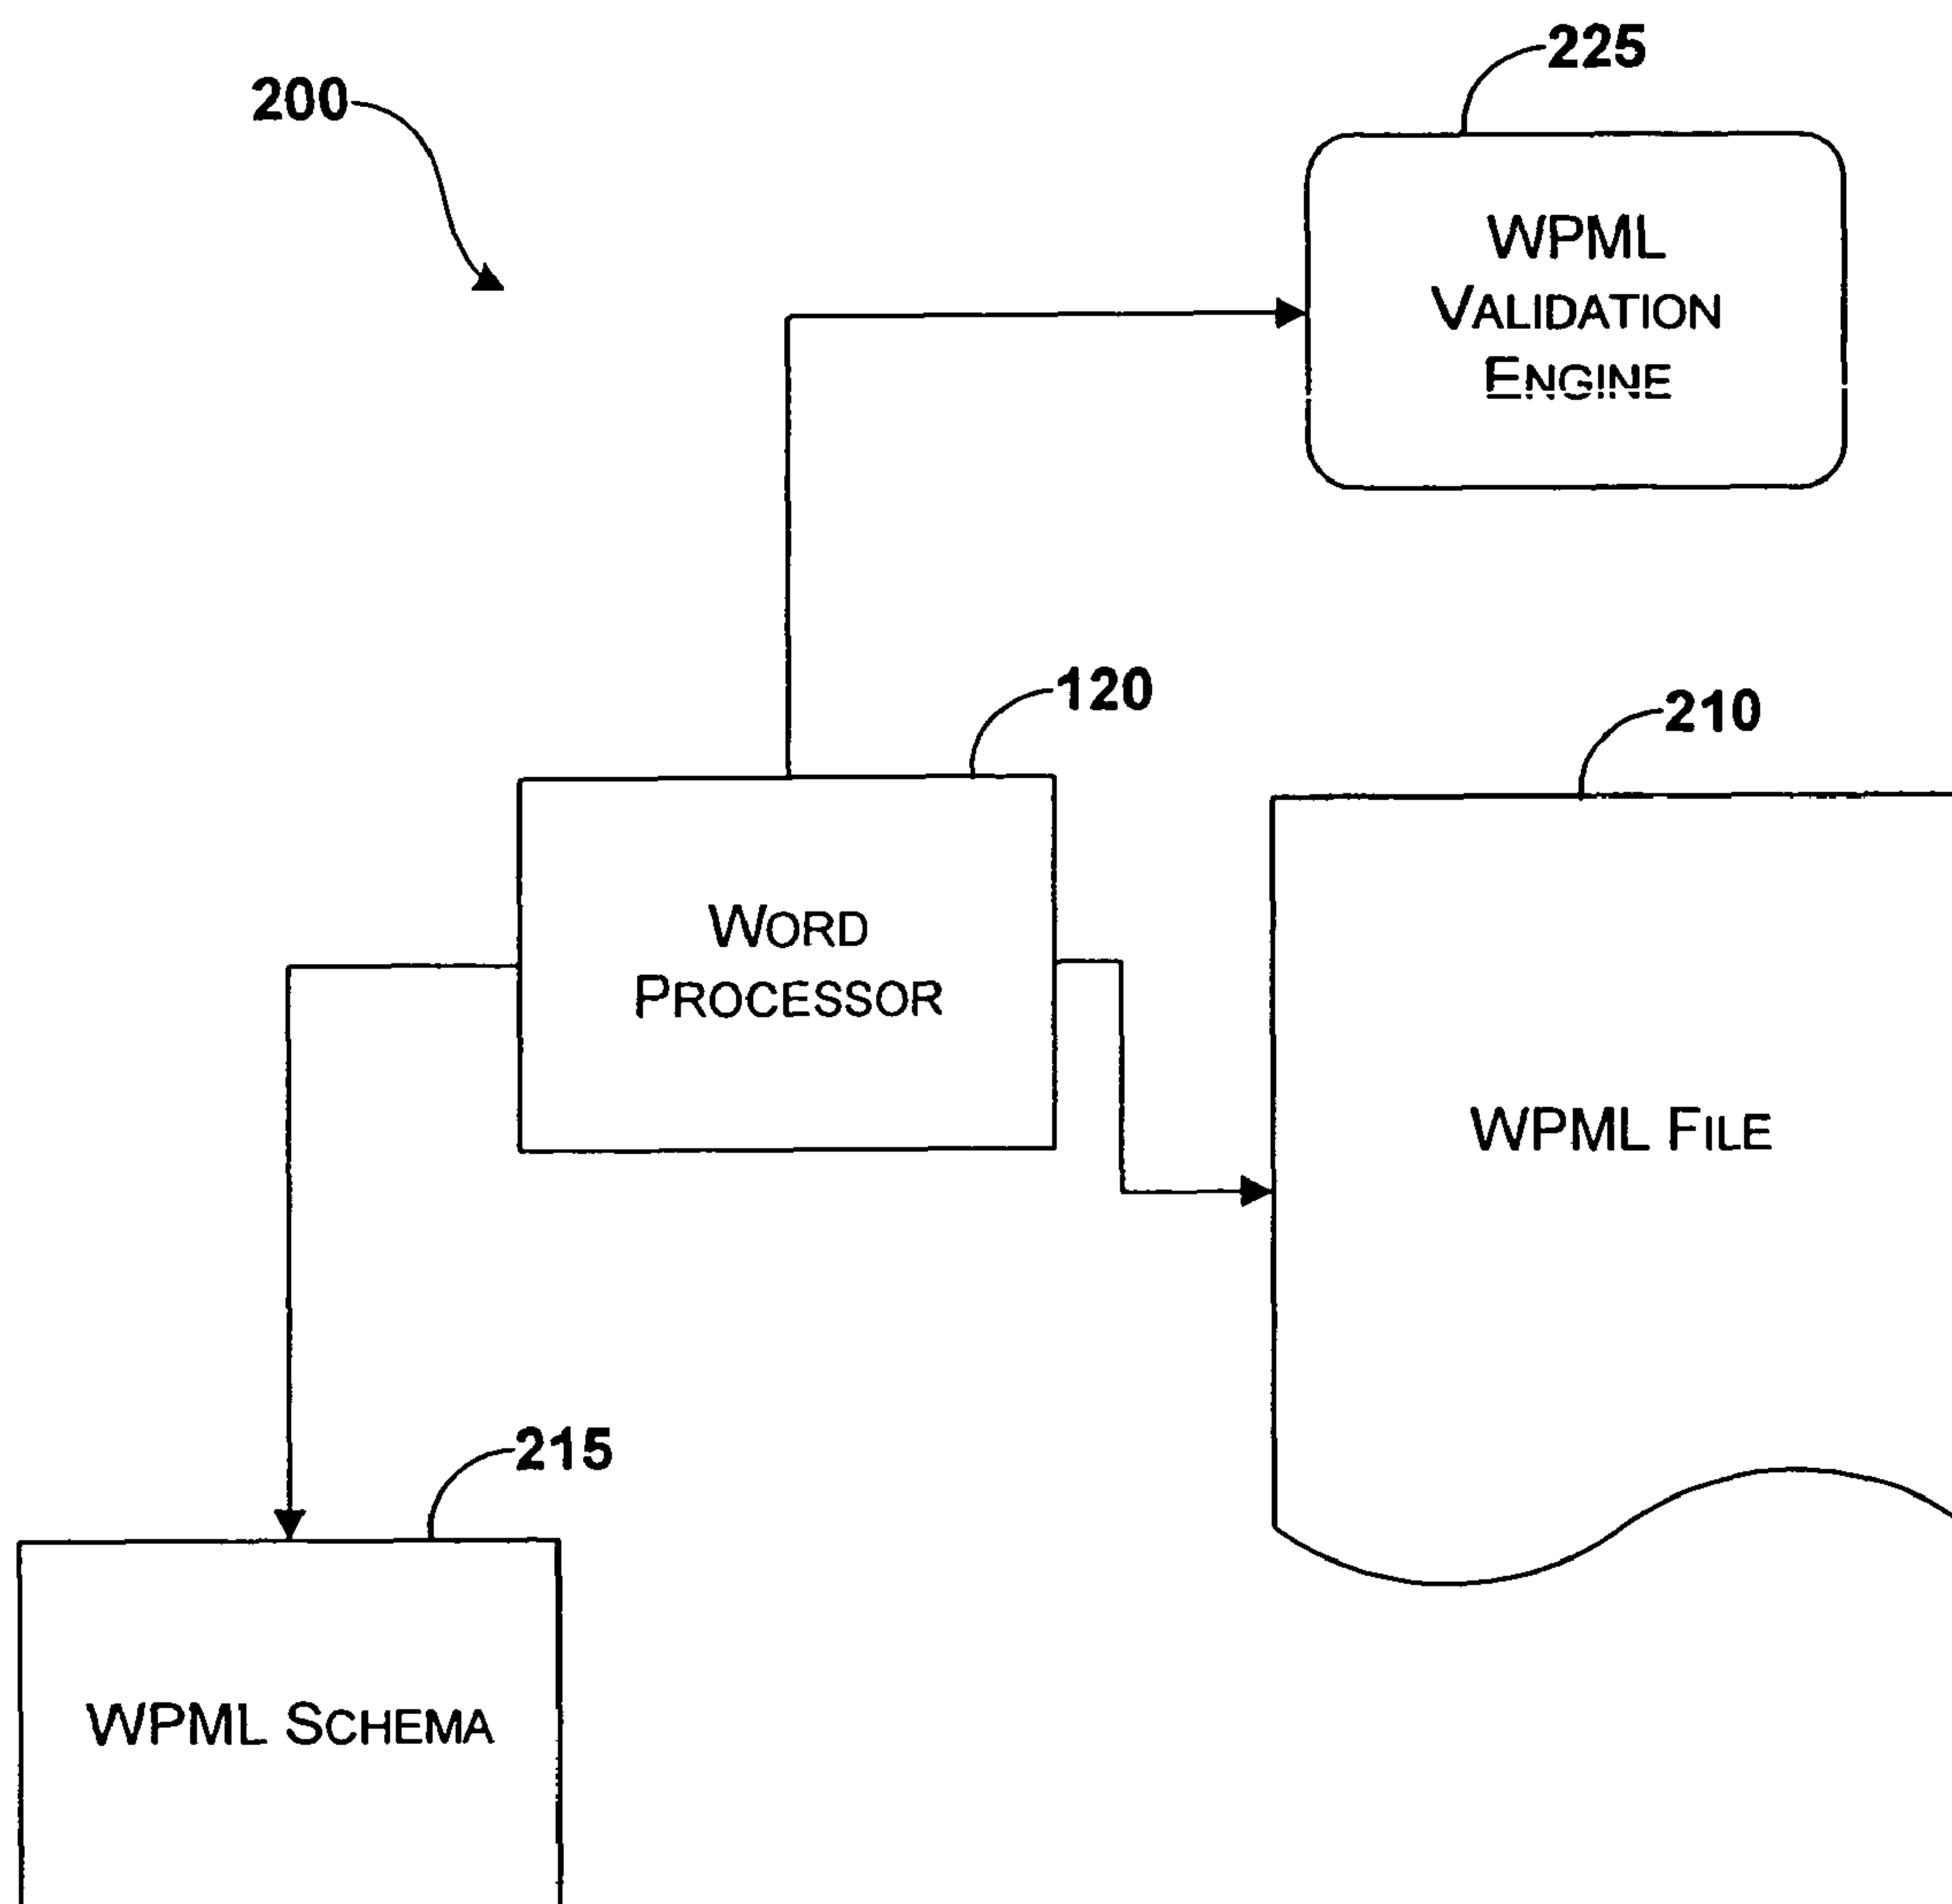 225
200
WPML
VALIDATION
ENGINE
120
210
WORD
PROCESSOR
WPML FILE
215
WPML SCHEMA